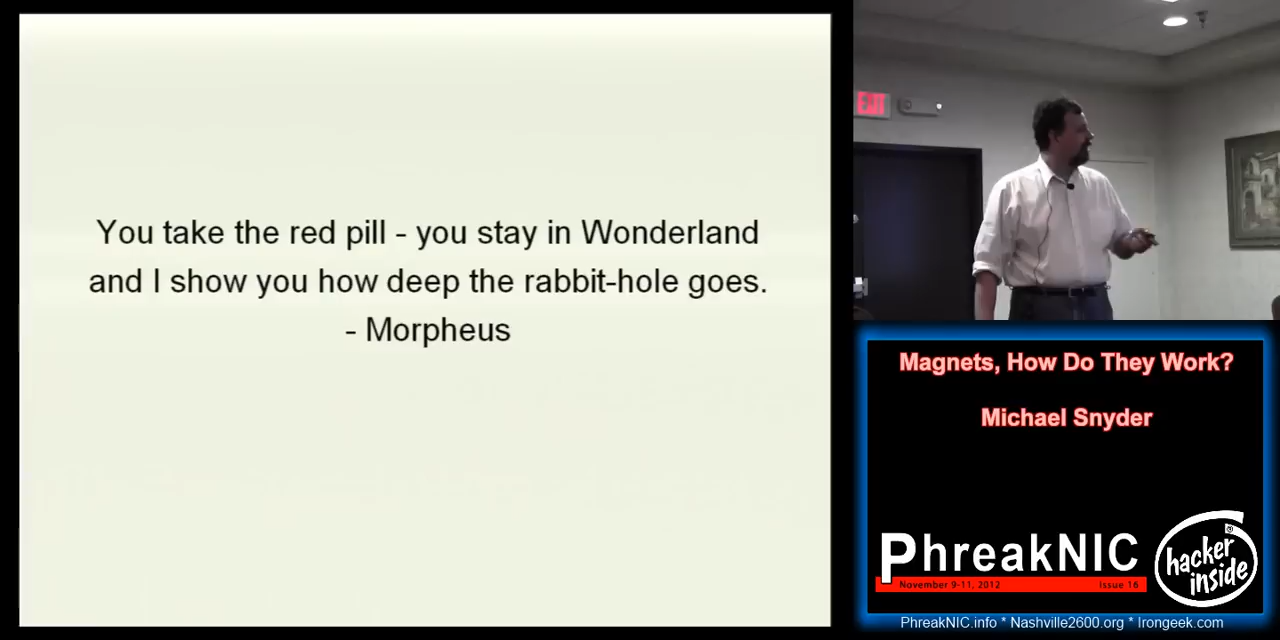 You take the red pill - you stay in Wonderland
and I show you how deep the rabbit-hole goes.
- Morpheus
EXIT
Magnets, How Do They Work?
Michael Snyder
PhreakNIC
November 9-11, 2012 Issue 16
hacker
inside
PhreakNIC.info * Nashville2600.org * Irongeek.com